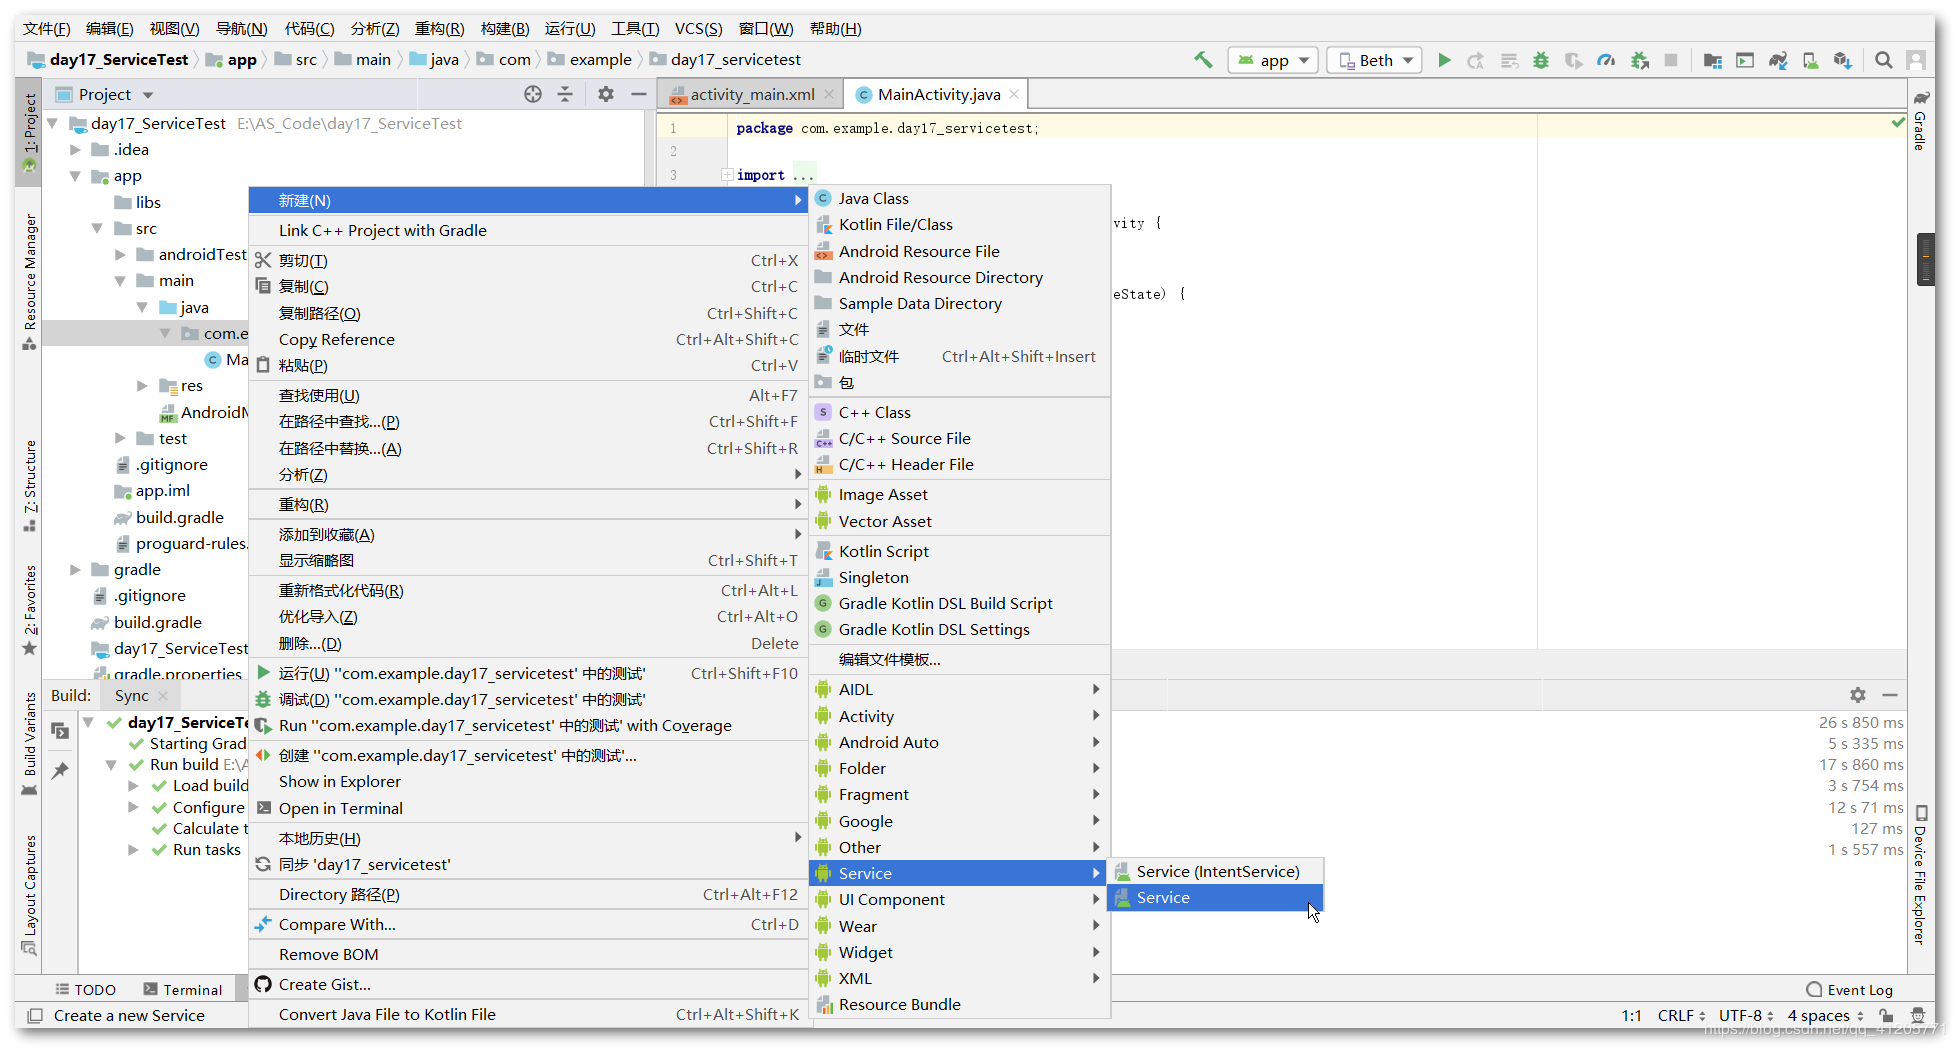 文件(F) 编辑(E) 视图(V) 导航(N) 代码(C) 分析(Z) 重构(R) 构建(B) 运行(U) 工具(T) VCS(S) 窗口(W) 帮助(H)
day17_ServiceTest app src main java com example day17_servicetest app Beth
Project
activity_main.xml MainActivity.java
1: Project
Resource Manager
7: Structure
2: Favorites
Build Variants
Layout Captures
day17_ServiceTest E:\AS_Code\day17_ServiceTest
.idea
app
libs
src
androidTest
main
java
com.e
Ma
res
AndroidM
test
.gitignore
app.iml
build.gradle
proguard-rules.
gradle
.gitignore
build.gradle
day17_ServiceTest
gradle.properties
1 package com.example.day17_servicetest;
2
3 import ...
vity {
eState) {
新建(N)
Link C++ Project with Gradle
剪切(T) Ctrl+X
复制(C) Ctrl+C
复制路径(O) Ctrl+Shift+C
Copy Reference Ctrl+Alt+Shift+C
粘贴(P) Ctrl+V
查找使用(U) Alt+F7
在路径中查找...(P) Ctrl+Shift+F
在路径中替换...(A) Ctrl+Shift+R
分析(Z)
重构(R)
添加到收藏(A)
显示缩略图 Ctrl+Shift+T
重新格式化代码(R) Ctrl+Alt+L
优化导入(Z) Ctrl+Alt+O
删除...(D) Delete
运行(U) ''com.example.day17_servicetest' 中的测试' Ctrl+Shift+F10
调试(D) ''com.example.day17_servicetest' 中的测试'
Run ''com.example.day17_servicetest' 中的测试' with Coverage
创建 ''com.example.day17_servicetest' 中的测试'...
Show in Explorer
Open in Terminal
本地历史(H)
同步 'day17_servicetest'
Directory 路径(P) Ctrl+Alt+F12
Compare With... Ctrl+D
Remove BOM
Create Gist...
Convert Java File to Kotlin File Ctrl+Alt+Shift+K
Java Class
Kotlin File/Class
Android Resource File
Android Resource Directory
Sample Data Directory
文件
临时文件 Ctrl+Alt+Shift+Insert
包
C++ Class
C/C++ Source File
C/C++ Header File
Image Asset
Vector Asset
Kotlin Script
Singleton
Gradle Kotlin DSL Build Script
Gradle Kotlin DSL Settings
编辑文件模板...
AIDL
Activity
Android Auto
Folder
Fragment
Google
Other
Service
UI Component
Wear
Widget
XML
Resource Bundle
Service (IntentService)
Service
Build: Sync
day17_ServiceTe 26 s 850 ms
Starting Grad 5 s 335 ms
Run build E:\A 17 s 860 ms
Load build 3 s 754 ms
Configure 12 s 71 ms
Calculate t 127 ms
Run tasks 1 s 557 ms
Gradle
Device File Explorer
TODO Terminal Event Log
Create a new Service 1:1 CRLF UTF-8 4 spaces
https://blog.csdn.net/qq_41205771